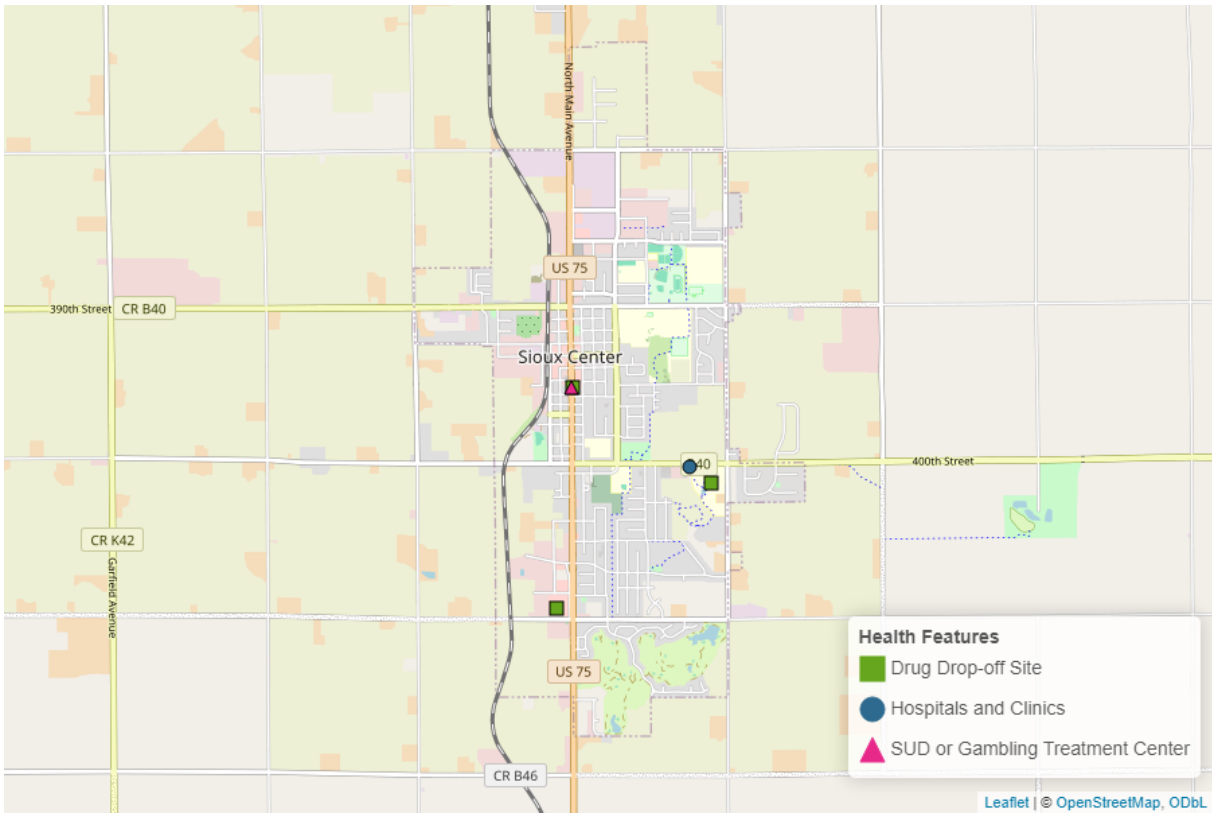 North Main Avenue
US 75
390th Street
CR B40
Sioux Center
40
400th Street
CR K42
Garfield Avenue
US 75
CR B46
Health Features
Drug Drop-off Site
Hospitals and Clinics
SUD or Gambling Treatment Center
Leaflet | © OpenStreetMap, ODbL